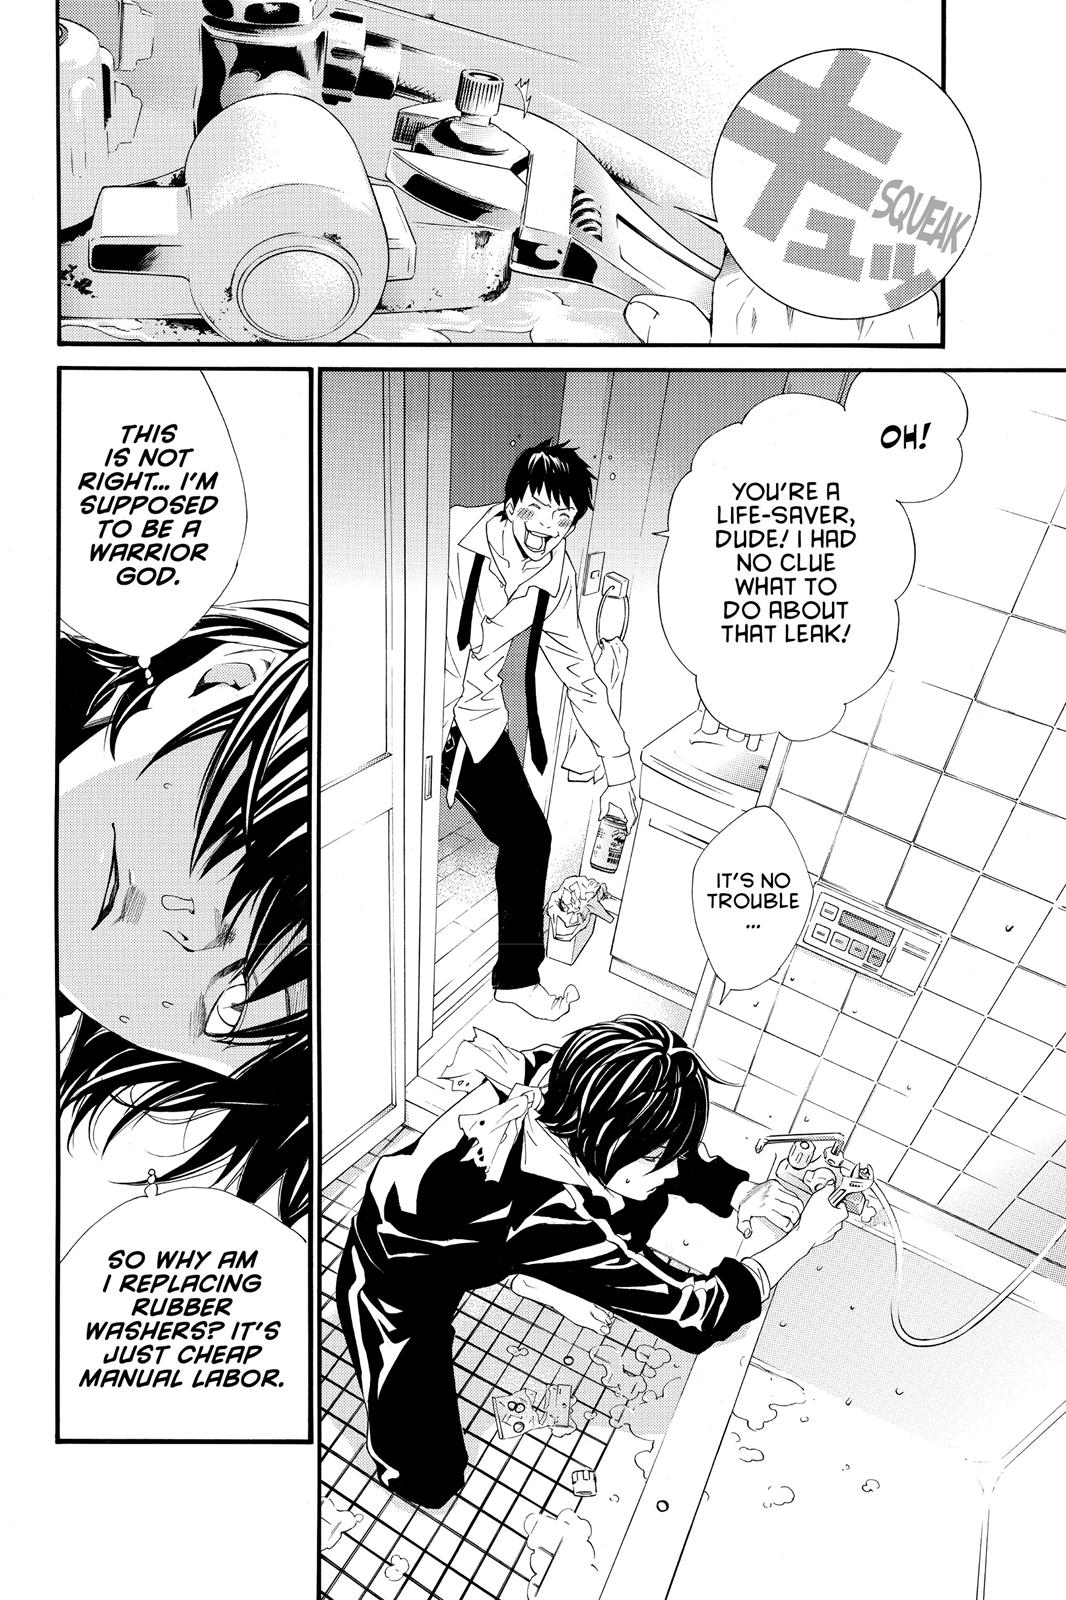 ギュッ
SQUEAK
OH!
YOU'RE A
LIFE-SAVER,
DUDE! I HAD
NO CLUE
WHAT TO
DO ABOUT
THAT LEAK!
IT'S NO
TROUBLE
...
THIS
IS NOT
RIGHT... I'M
SUPPOSED
TO BE A
WARRIOR
GOD.
SO WHY AM
I REPLACING
RUBBER
WASHERS? IT'S
JUST CHEAP
MANUAL LABOR.